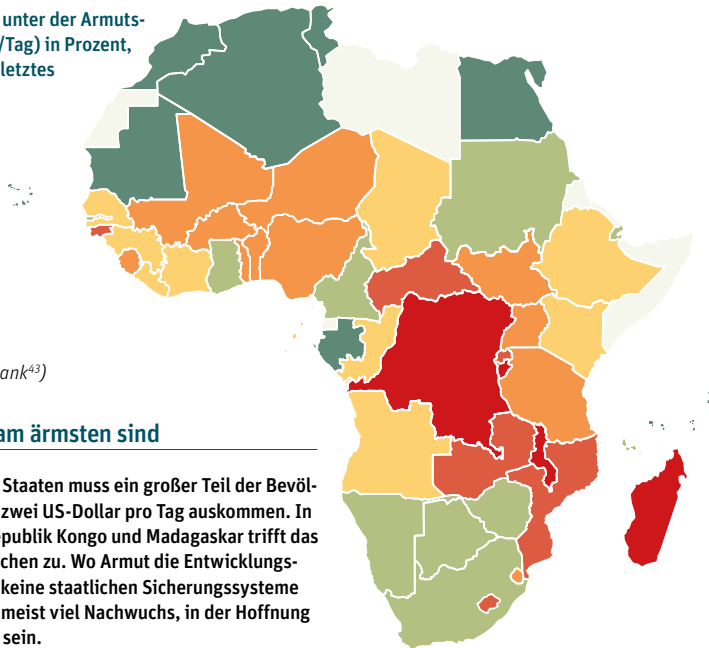 unter der Armuts-
/Tag) in Prozent,
letztes
ank⁴³)
am ärmsten sind
Staaten muss ein großer Teil der Bevöl-
zwei US-Dollar pro Tag auskommen. In
publik Kongo und Madagaskar trifft das
chen zu. Wo Armut die Entwicklungs-
keine staatlichen Sicherungssysteme
meist viel Nachwuchs, in der Hoffnung
sein.